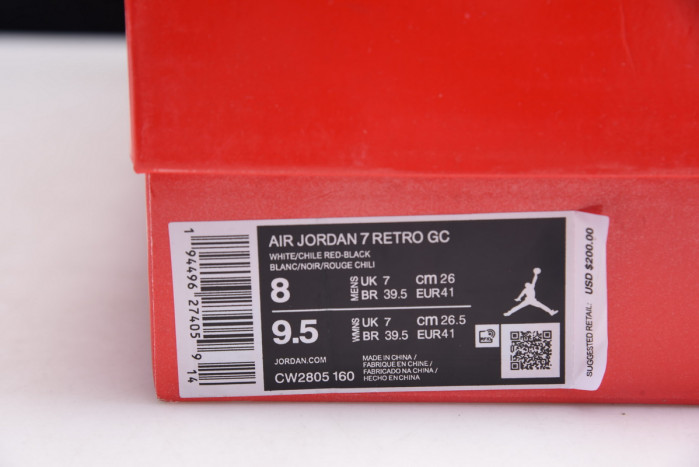 AIR JORDAN 7 RETRO GC
WHITE/CHILE RED-BLACK
BLANC/NOIR/ROUGE CHILI
8
MENS
UK 7 cm 26
BR 39.5 EUR41
9.5
WMNS
UK 7 cm 26.5
BR 39.5 EUR41
JORDAN.COM
CW2805 160
MADE IN CHINA /
FABRIQUE EN CHINE /
FABRICADO NA CHINA /
HECHO EN CHINA
1 94496 27405 9 14
SUGGESTED RETAIL: USD $200.00